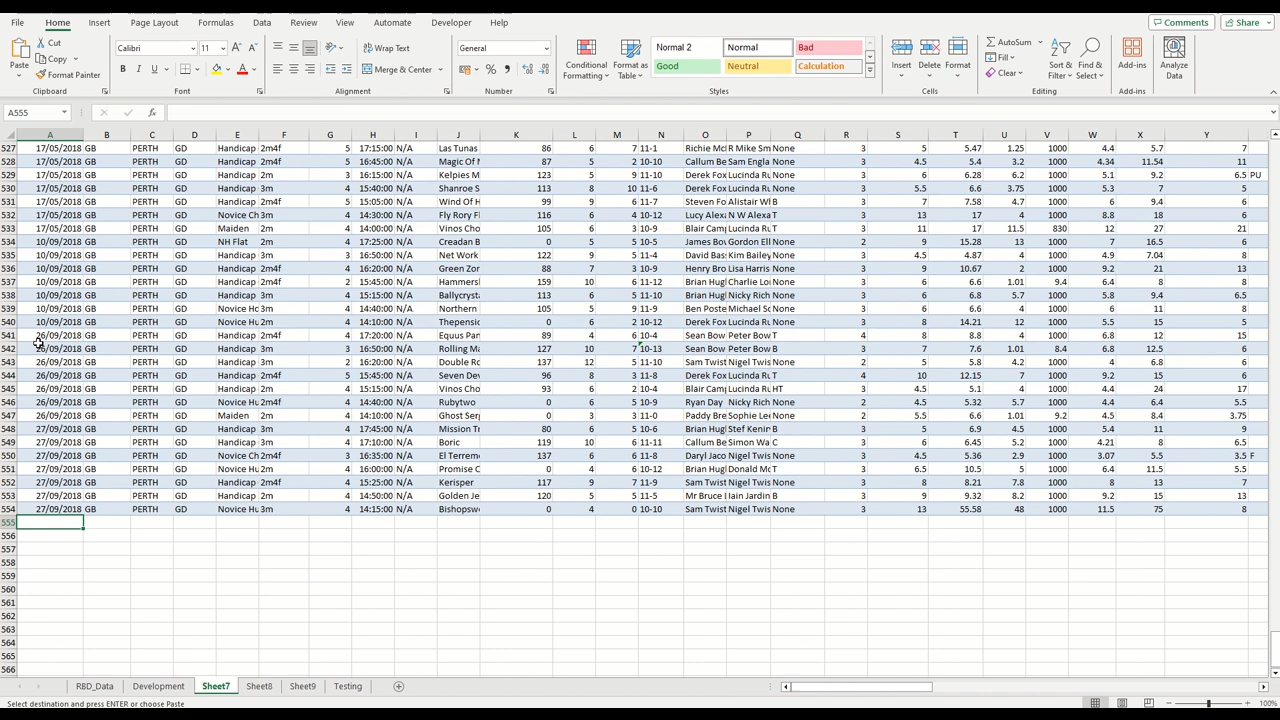 File Home Insert Page Layout Formulas Data Review View Automate Developer Help Comments Share
Paste Cut Copy Format Painter Clipboard
Calibri 11 B I U Font
Wrap Text Merge & Center Alignment
General Number
Conditional Formatting Format as Table
Normal 2 Normal Bad
Good Neutral Calculation
Styles
Insert Delete Format Cells
AutoSum Fill Clear Sort & Filter Find & Select Editing
Add-ins Add-ins
Analyze Data
A555 fx
A B C D E F G H I J K L M N O P Q R S T U V W X Y
527 17/05/2018 GB PERTH GD Handicap 2m4f 5 17:15:00 N/A Las Tunas 86 6 7 11-1 Richie Mc R Mike Sm None 3 5 5.47 1.25 1000 4.4 5.7 7
528 17/05/2018 GB PERTH GD Handicap 2m4f 5 16:45:00 N/A Magic Of 87 5 2 10-10 Callum Be Sam Engla None 3 4.5 5.4 3.2 1000 4.34 11.54 11
529 17/05/2018 GB PERTH GD Handicap 2m 3 16:15:00 N/A Kelpies M 123 5 9 11-10 Derek Fox Lucinda Ru None 3 6 6.28 6.2 1000 5.1 9.2 6.5 PU
530 17/05/2018 GB PERTH GD Handicap 3m 4 15:40:00 N/A Shanroe S 113 8 10 11-6 Derek Fox Lucinda Ru None 3 5.5 6.6 3.75 1000 5.3 7 5
531 17/05/2018 GB PERTH GD Handicap 2m4f 5 15:05:00 N/A Wind Of H 99 9 6 11-7 Steven Fo Alistair Wl B 3 7 7.58 4.7 1000 6 9.4 6
532 17/05/2018 GB PERTH GD Novice Ch 3m 4 14:30:00 N/A Fly Rory Fl 116 6 4 10-12 Lucy Alexa N W Alexa T 3 13 17 4 1000 8.8 18 6
533 17/05/2018 GB PERTH GD Maiden 2m 4 14:00:00 N/A Vinos Cho 105 6 3 10-9 Blair Camp Lucinda Ru T 3 11 17 11.5 830 12 27 21
534 10/09/2018 GB PERTH GD NH Flat 2m 4 17:25:00 N/A Creadan B 0 5 5 10-5 James Bov Gordon Ell None 2 9 15.28 13 1000 7 16.5 6
535 10/09/2018 GB PERTH GD Handicap 3m 3 16:50:00 N/A Net Work 122 9 5 11-4 David Bas Kim Bailey None 3 4.5 4.87 4 1000 4.9 7.04 8
536 10/09/2018 GB PERTH GD Handicap 2m4f 4 16:20:00 N/A Green Zor 88 7 3 10-9 Henry Bro Lisa Harris None 3 9 10.67 2 1000 9.2 21 13
537 10/09/2018 GB PERTH GD Handicap 2m4f 2 15:45:00 N/A Hammers 159 10 6 11-12 Brian Hugl Charlie Lo None 3 6 6.6 1.01 9.4 6.4 8 8
538 10/09/2018 GB PERTH GD Handicap 3m 4 15:15:00 N/A Ballycryst 113 6 5 11-10 Brian Hugl Nicky Rich None 3 6 6.8 5.7 1000 5.8 9.4 6.5
539 10/09/2018 GB PERTH GD Novice Hc 3m 4 14:40:00 N/A Northern 105 5 5 11-9 Ben Poste Michael Sc None 3 6 6.6 4 1000 6 11 8
540 10/09/2018 GB PERTH GD Novice Hu 2m 4 14:10:00 N/A Thepensic 0 6 2 10-12 Derek Fox Lucinda Ru None 3 8 14.21 12 1000 5.5 15 5
541 26/09/2018 GB PERTH GD Handicap 2m4f 4 17:20:00 N/A Equus Pan 89 4 6 10-4 Sean Bow Peter Bow T 4 8 8.8 4 1000 6.8 12 15
542 26/09/2018 GB PERTH GD Handicap 3m 3 16:50:00 N/A Rolling Ma 127 10 7 10-13 Sean Bow Peter Bow B 3 7 7.6 1.01 8.4 6.8 12.5 6
543 26/09/2018 GB PERTH GD Handicap 3m 2 16:20:00 N/A Double Ro 137 12 5 11-10 Sam Twist Nigel Twis None 3 5 5.8 4.2 1000 4 6.8 6
544 26/09/2018 GB PERTH GD Handicap 2m4f 5 15:45:00 N/A Seven Dev 96 8 3 11-8 Derek Fox Lucinda Ru T 4 10 12.15 7 1000 9.2 15 6
545 26/09/2018 GB PERTH GD Handicap 2m 4 15:15:00 N/A Vinos Cho 93 6 2 10-4 Blair Camp Lucinda Ru HT 2 4.5 5.1 4 1000 4.4 24 17
546 26/09/2018 GB PERTH GD Novice Hu 2m4f 4 14:40:00 N/A Rubytwo 0 6 5 10-9 Ryan Day Nicky Rich None 2 4.5 5.32 5.7 1000 4.4 6.4 5.5
547 26/09/2018 GB PERTH GD Maiden 2m 4 14:10:00 N/A Ghost Ser 0 3 3 11-0 Paddy Bre Sophie Lee None 2 5.5 6.6 1.01 9.2 4.5 8.4 3.75
548 27/09/2018 GB PERTH GD Handicap 3m 4 17:45:00 N/A Mission Tr 80 6 5 10-6 Brian Hugl Stef Kenir B 3 5 6.9 4.5 1000 5.4 11 9
549 27/09/2018 GB PERTH GD Handicap 2m 4 17:10:00 N/A Boric 119 10 6 11-11 Callum Be Simon Wa C 3 6 6.45 5.2 1000 4.21 8 6.5
550 27/09/2018 GB PERTH GD Novice Ch 2m4f 3 16:35:00 N/A El Terreme 137 6 6 11-8 Daryl Jaco Nigel Twis None 3 4.5 5.36 2.9 1000 3.07 5.5 3.5 F
551 27/09/2018 GB PERTH GD Novice Hu 2m 4 16:00:00 N/A Promise O 0 4 6 10-12 Brian Hugl Donald Mc T 3 6.5 10.5 5 1000 6.4 11.5 5.5
552 27/09/2018 GB PERTH GD Handicap 2m4f 4 15:25:00 N/A Kerisper 117 9 7 11-9 Sam Twist Nigel Twis None 2 8 8.21 7.8 1000 8 13 7
553 27/09/2018 GB PERTH GD Handicap 2m 4 14:50:00 N/A Golden Je 120 5 5 11-5 Mr Bruce l Iain Jardin B 3 9 9.32 8.2 1000 9.2 15 13
554 27/09/2018 GB PERTH GD Novice Hu 3m 4 14:15:00 N/A Bishopsw 0 4 0 10-10 Sam Twist Nigel Twis None 3 13 55.58 48 1000 11.5 75 8
555
556
557
558
559
560
561
562
563
564
565
566
RBD_Data Development Sheet7 Sheet8 Sheet9 Testing
Select destination and press ENTER or choose Paste 100%